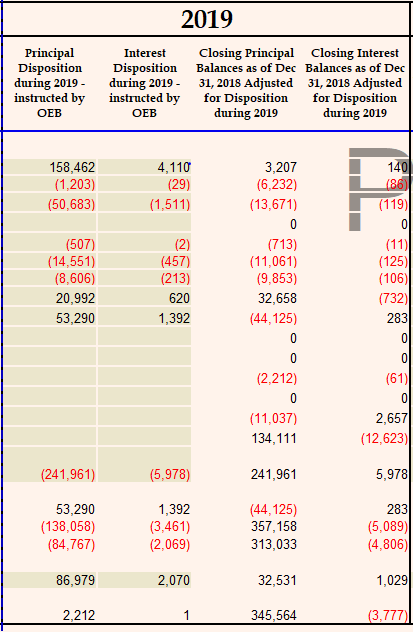 2019
Principal Disposition during 2019 - instructed by OEB | Interest Disposition during 2019 - instructed by OEB | Closing Principal Balances as of Dec 31, 2018 Adjusted for Disposition during 2019 | Closing Interest Balances as of Dec 31, 2018 Adjusted for Disposition during 2019
158,462 4,110 3,207 140
(1,203) (29) (6,232) (86)
(50,683) (1,511) (13,671) (119)
0 0
(507) (2) (713) (11)
(14,551) (457) (11,061) (125)
(8,606) (213) (9,853) (106)
20,992 620 32,658 (732)
53,290 1,392 (44,125) 283
0 0
0 0
(2,212) (61)
0 0
(11,037) 2,657
134,111 (12,623)
(241,961) (5,978) 241,961 5,978
53,290 1,392 (44,125) 283
(138,058) (3,461) 357,158 (5,089)
(84,767) (2,069) 313,033 (4,806)
86,979 2,070 32,531 1,029
2,212 1 345,564 (3,777)